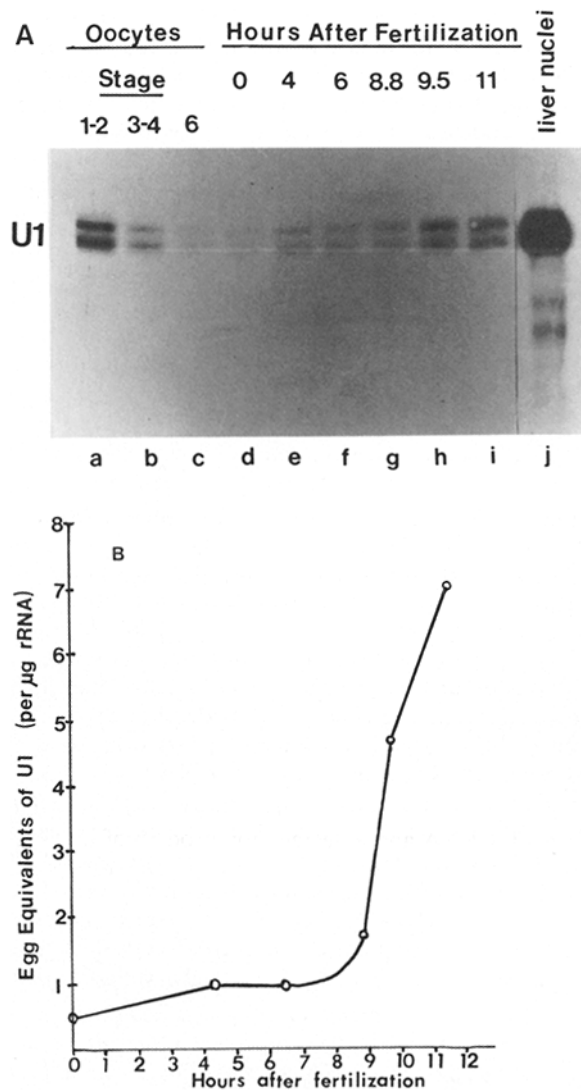 A
Oocytes Hours After Fertilization liver nuclei
Stage 0 4 6 8.8 9.5 11
1-2 3-4 6
U1
a b c d e f g h i j
B
8
7
6
5
4
3
2
1
Egg Equivalents of U1 (per µg rRNA)
0 1 2 3 4 5 6 7 8 9 10 11 12
Hours after fertilization